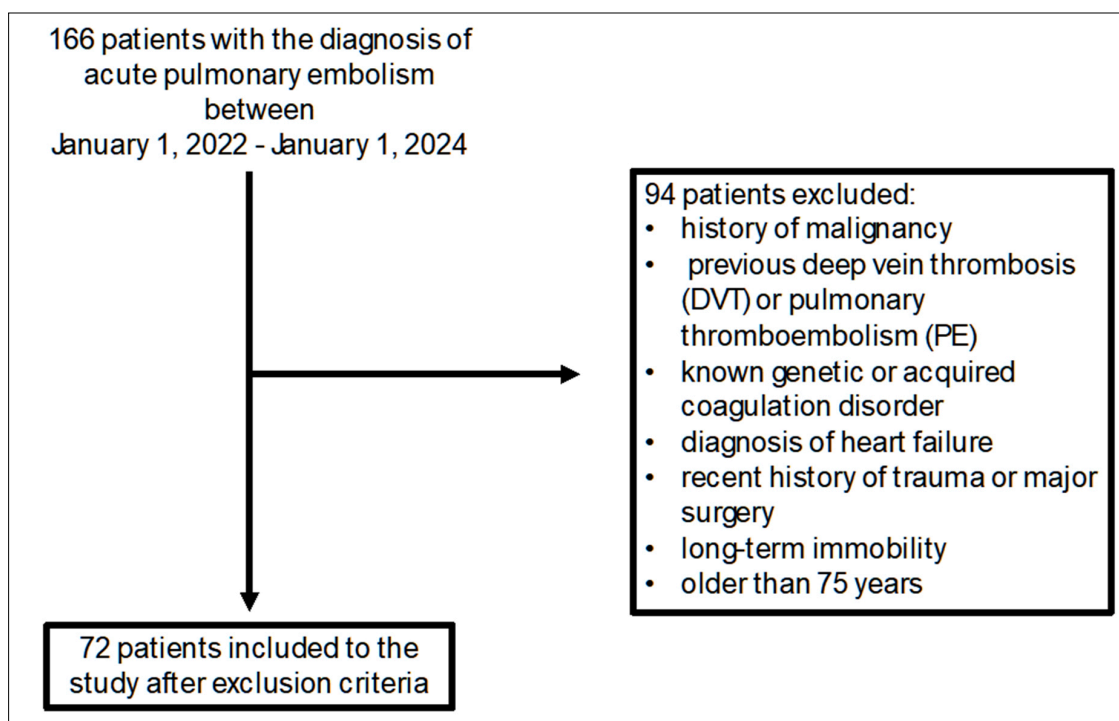 166 patients with the diagnosis of
acute pulmonary embolism
between
January 1, 2022 - January 1, 2024
94 patients excluded:
• history of malignancy
• previous deep vein thrombosis
(DVT) or pulmonary
thromboembolism (PE)
• known genetic or acquired
coagulation disorder
• diagnosis of heart failure
• recent history of trauma or major
surgery
• long-term immobility
• older than 75 years
72 patients included to the
study after exclusion criteria